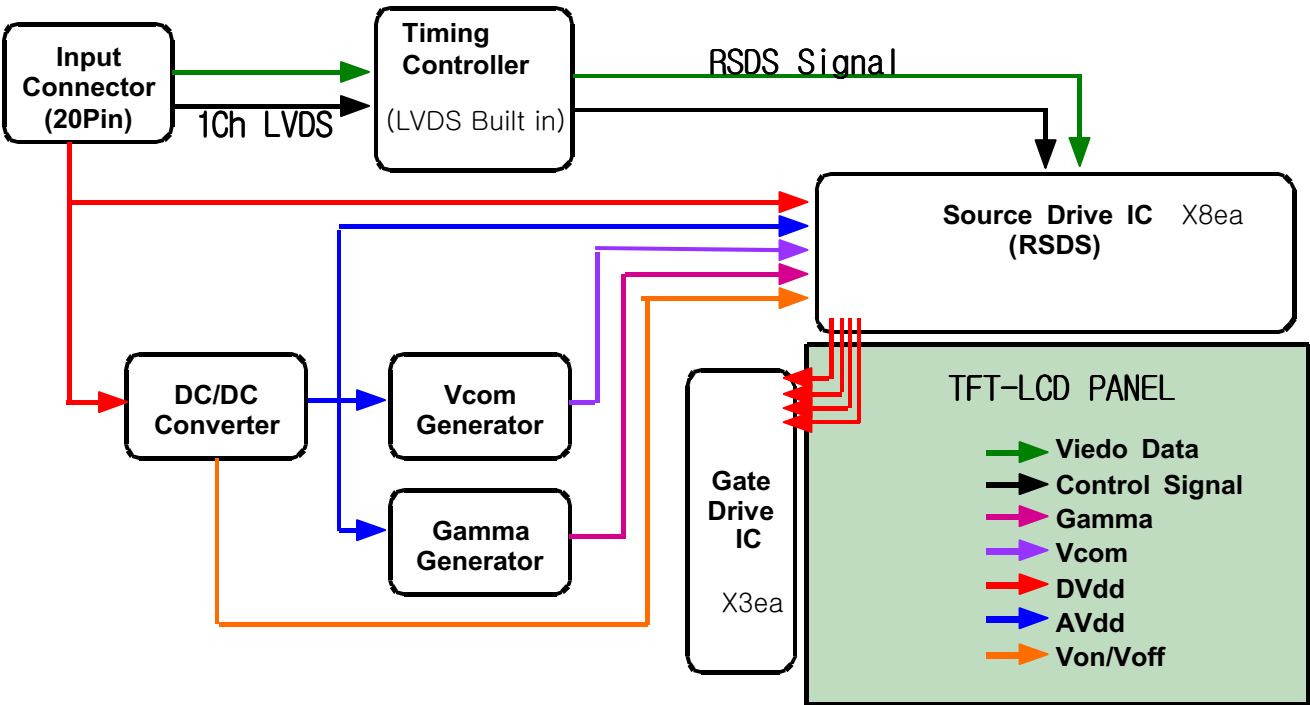 Input
Connector
(20Pin)
1Ch LVDS
Timing
Controller
(LVDS Built in)
RSDS Signal
Source Drive IC X8ea
(RSDS)
DC/DC
Converter
Vcom
Generator
Gamma
Generator
Gate
Drive
IC
X3ea
TFT-LCD PANEL
Viedo Data
Control Signal
Gamma
Vcom
DVdd
AVdd
Von/Voff